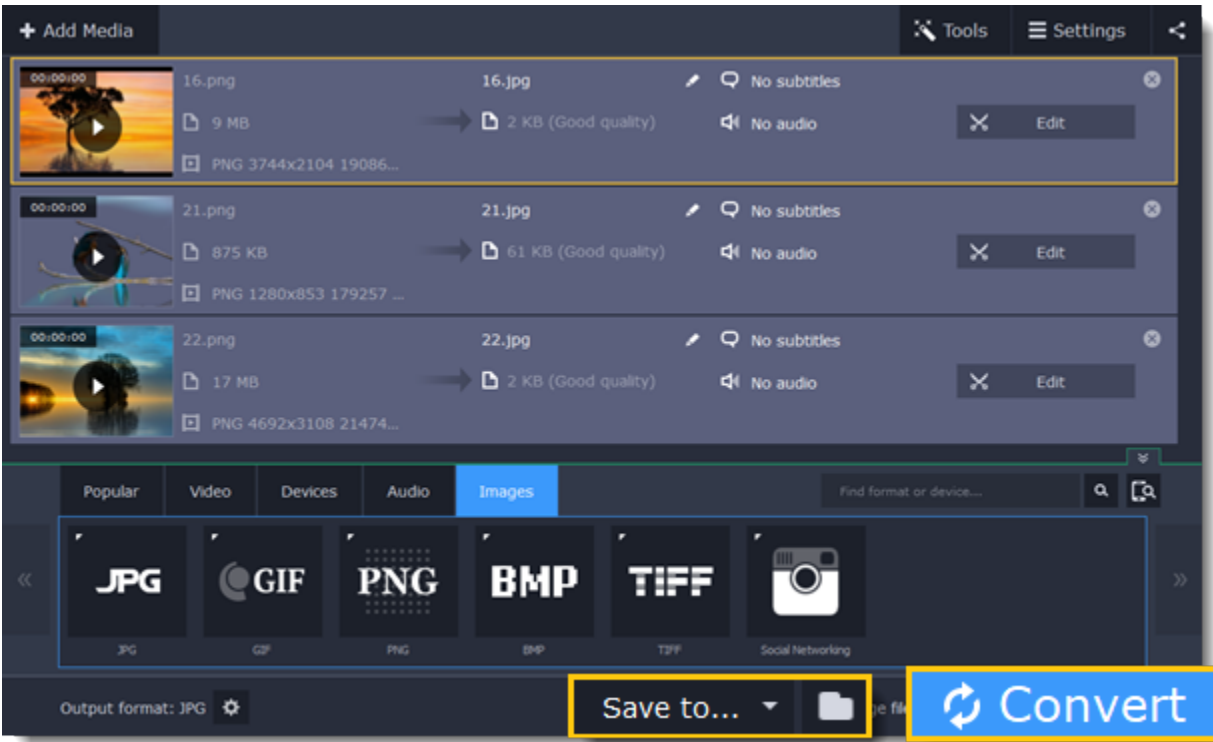 Add Media Tools Settings
00:00:00 16.png 16.jpg No subtitles
9 MB 2 KB (Good quality) No audio Edit
PNG 3744x2104 19086...
00:00:00 21.png 21.jpg No subtitles
875 KB 61 KB (Good quality) No audio Edit
PNG 1280x853 179257 ...
00:00:00 22.png 22.jpg No subtitles
17 MB 2 KB (Good quality) No audio Edit
PNG 4692x3108 21474...
Popular Video Devices Audio Images Find format or device....
JPG GIF PNG BMP TIFF
JPG GIF PNG BMP TIFF Social Networking
Output format: JPG Save to... Convert